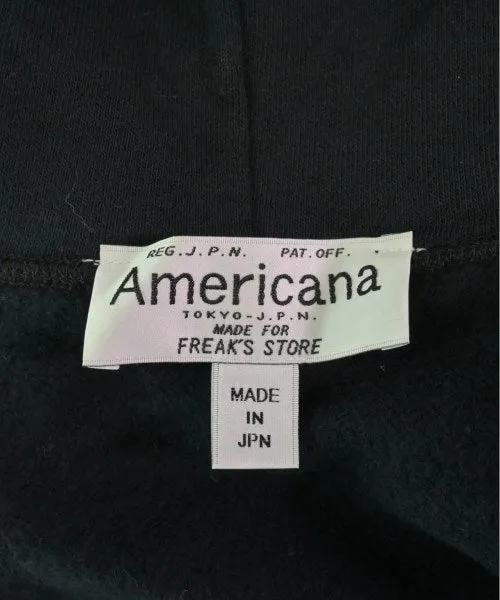 REG.J.P.N. PAT.OFF.
Americana
TOKYO-J.P.N.
MADE FOR
FREAK'S STORE
MADE
IN
JPN